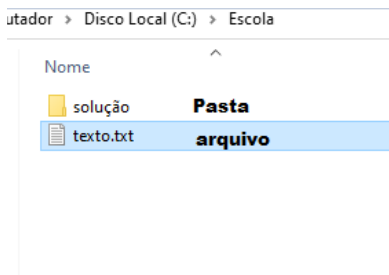 utador > Disco Local (C:) > Escola
Nome
solução Pasta
texto.txt arquivo